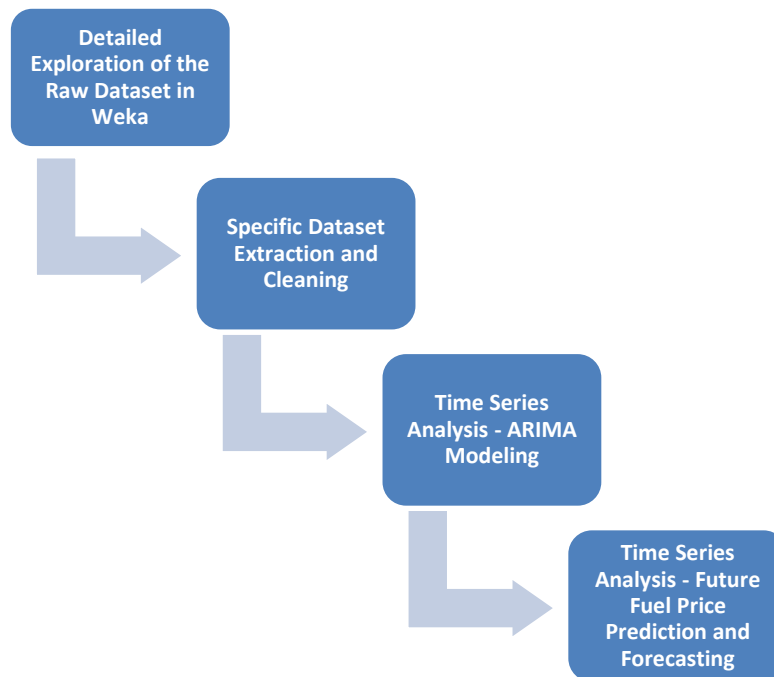 Detailed
Exploration of the
Raw Dataset in
Weka
Specific Dataset
Extraction and
Cleaning
Time Series
Analysis - ARIMA
Modeling
Time Series
Analysis - Future
Fuel Price
Prediction and
Forecasting